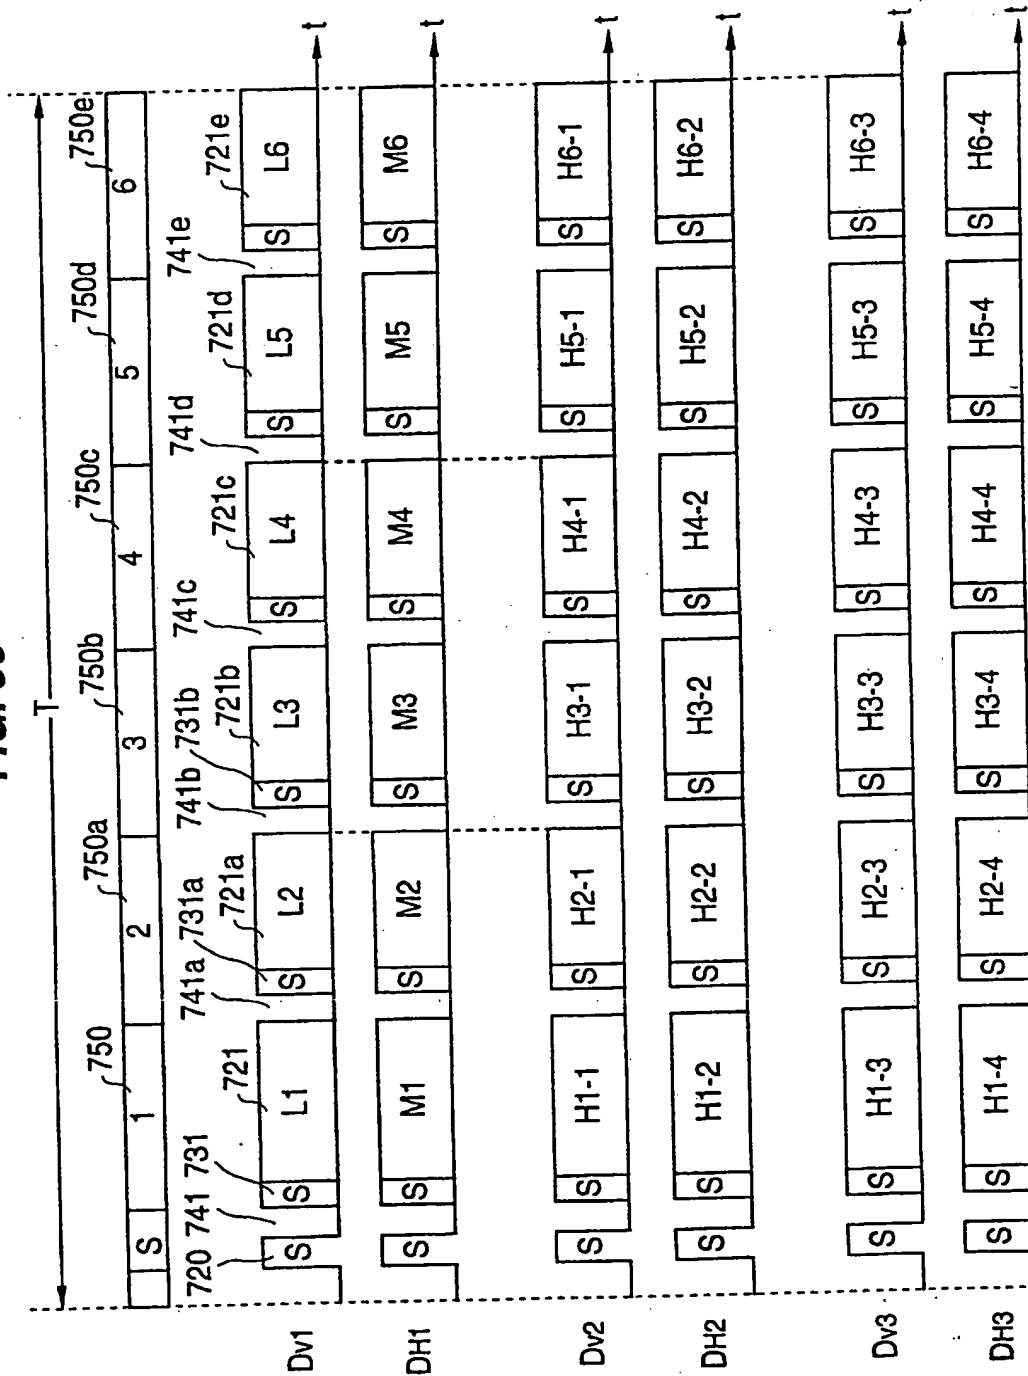 T
750 750a 750b 750c 750d 750e
S 1 2 3 4 5 6
720 741 731 721 741a 731a 721a 741b 731b 721b 741c 721c 741d 721d 741e 721e
Dv1 S S L1 S L2 S L3 S L4 S L5 S L6 t
DH1 S S M1 S M2 S M3 S M4 S M5 S M6 t
Dv2 S S H1-1 S H2-1 S H3-1 S H4-1 S H5-1 S H6-1 t
DH2 S S H1-2 S H2-2 S H3-2 S H4-2 S H5-2 S H6-2 t
Dv3 S S H1-3 S H2-3 S H3-3 S H4-3 S H5-3 S H6-3 t
DH3 S S H1-4 S H2-4 S H3-4 S H4-4 S H5-4 S H6-4 t